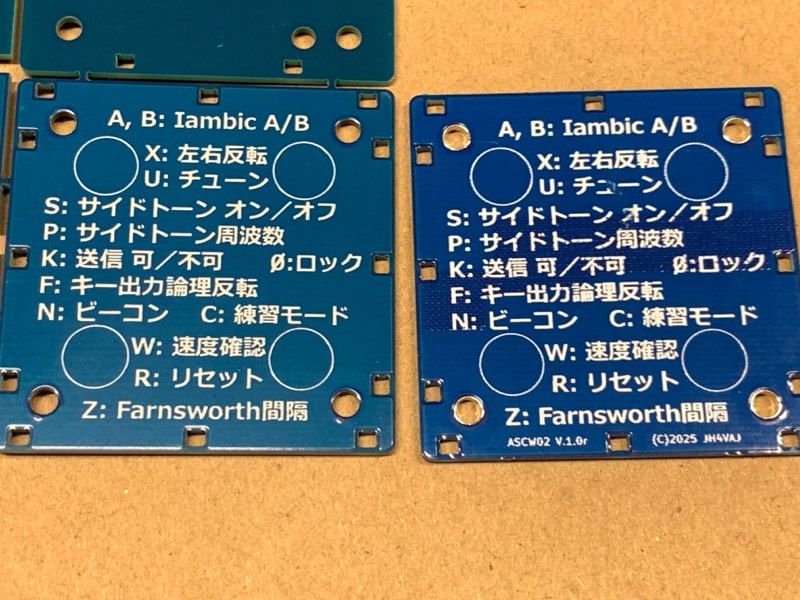 A, B: Iambic A/B
X: 左右反転
U: チューン
S: サイドトーン オン／オフ
P: サイドトーン周波数
K: 送信 可／不可 Ø:ロック
F: キー出力論理反転
N: ビーコン C: 練習モード
W: 速度確認
R: リセット
Z: Farnsworth間隔
A, B: Iambic A/B
X: 左右反転
U: チューン
S: サイドトーン オン／オフ
P: サイドトーン周波数
K: 送信 可／不可 Ø:ロック
F: キー出力論理反転
N: ビーコン C: 練習モード
W: 速度確認
R: リセット
Z: Farnsworth間隔
ASCW02 V.1.0r (C)2025 JH4VAJ